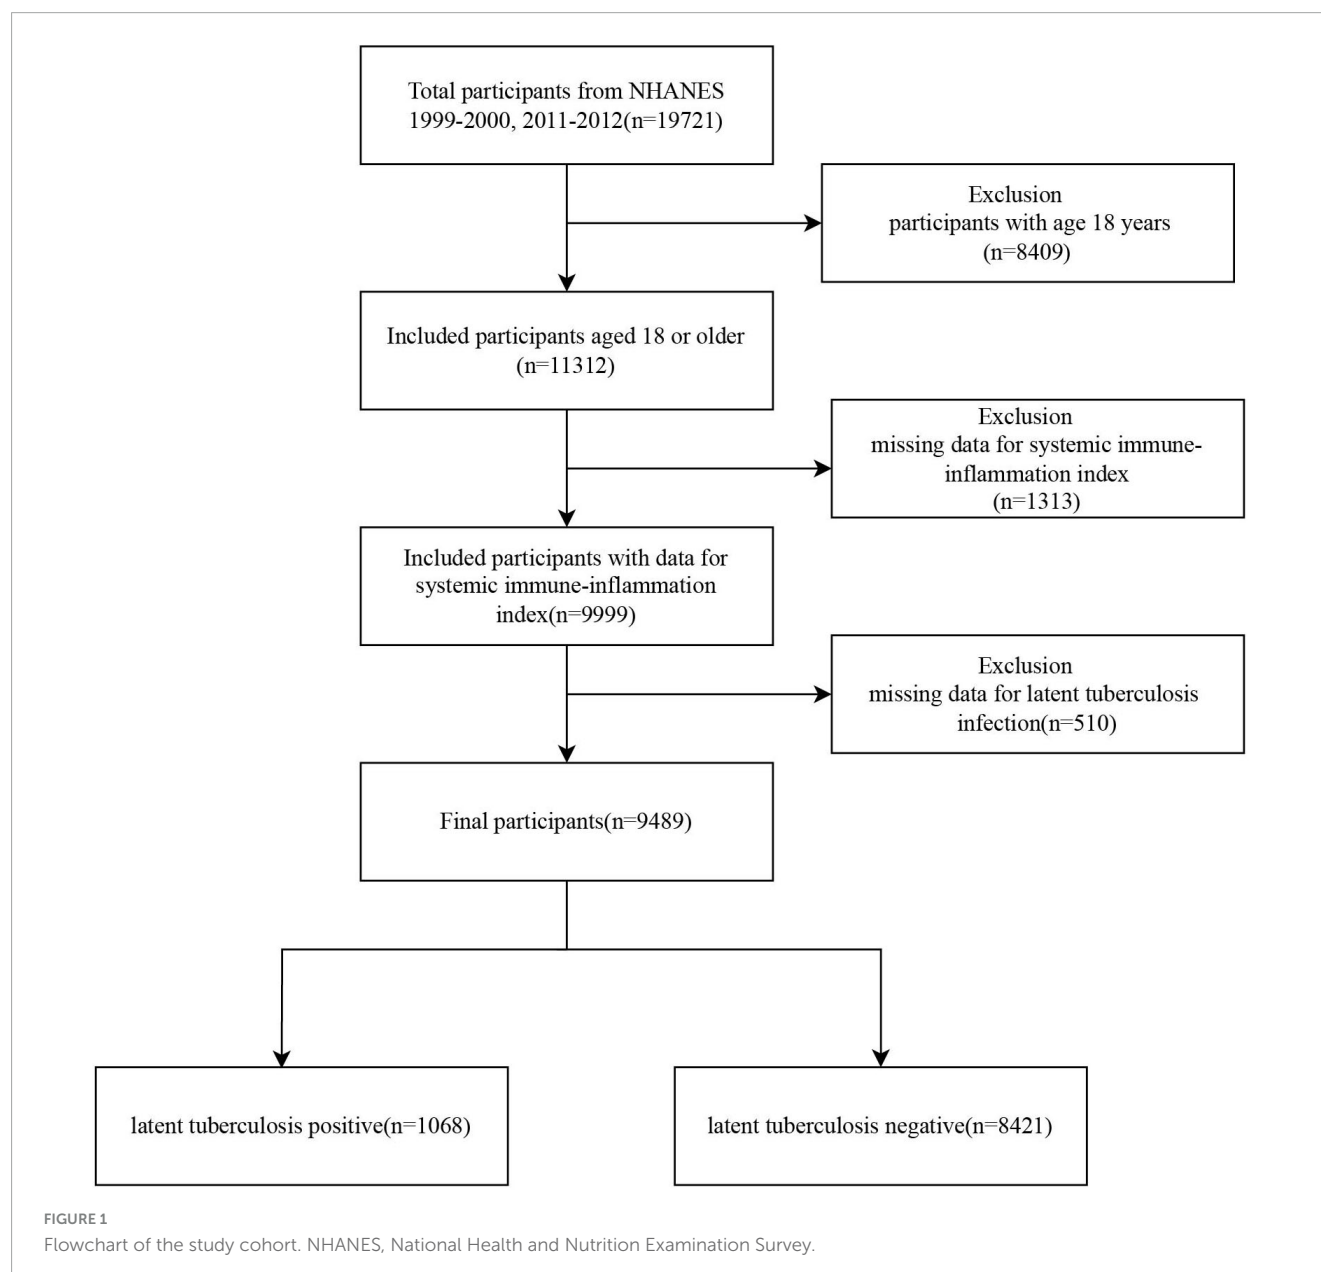 Total participants from NHANES
1999-2000, 2011-2012(n=19721)
Exclusion
participants with age 18 years
(n=8409)
Included participants aged 18 or older
(n=11312)
Exclusion
missing data for systemic immune-
inflammation index
(n=1313)
Included participants with data for
systemic immune-inflammation
index(n=9999)
Exclusion
missing data for latent tuberculosis
infection(n=510)
Final participants(n=9489)
latent tuberculosis positive(n=1068)
latent tuberculosis negative(n=8421)
FIGURE 1
Flowchart of the study cohort. NHANES, National Health and Nutrition Examination Survey.